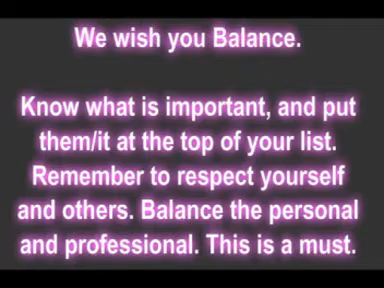 We wish you Balance.
Know what is important, and put
them/it at the top of your list.
Remember to respect yourself
and others. Balance the personal
and professional. This is a must.